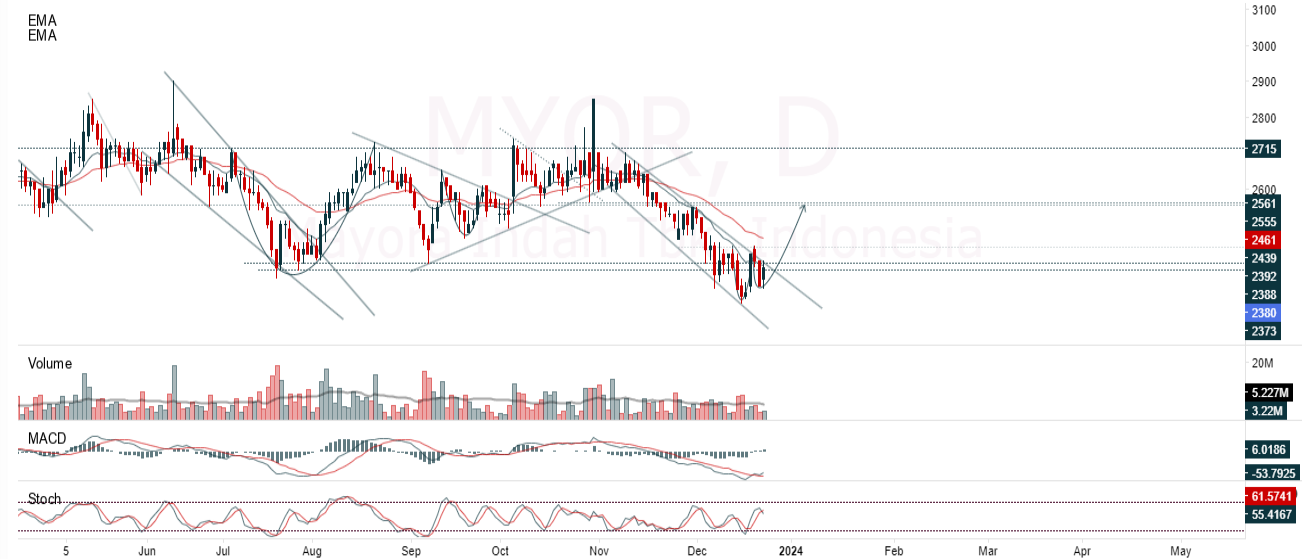 EMA
EMA
MYOR, D
Mayora Indah Tbk Indonesia
3100
3000
2900
2800
2715
2600
2561
2555
2461
2439
2392
2388
2380
2373
Volume
20M
5.227M
3.22M
MACD
6.0186
-53.7925
Stoch
61.5741
55.4167
5 Jun Jul Aug Sep Oct Nov Dec 2024 Feb Mar Apr May